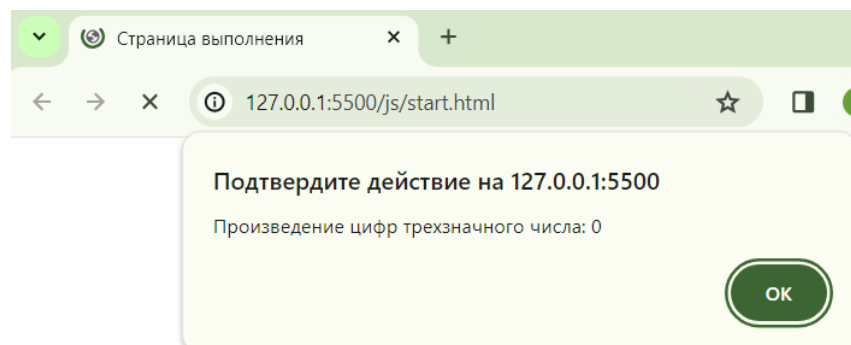 Страница выполнения
127.0.0.1:5500/js/start.html
Подтвердите действие на 127.0.0.1:5500
Произведение цифр трехзначного числа: 0
ОК